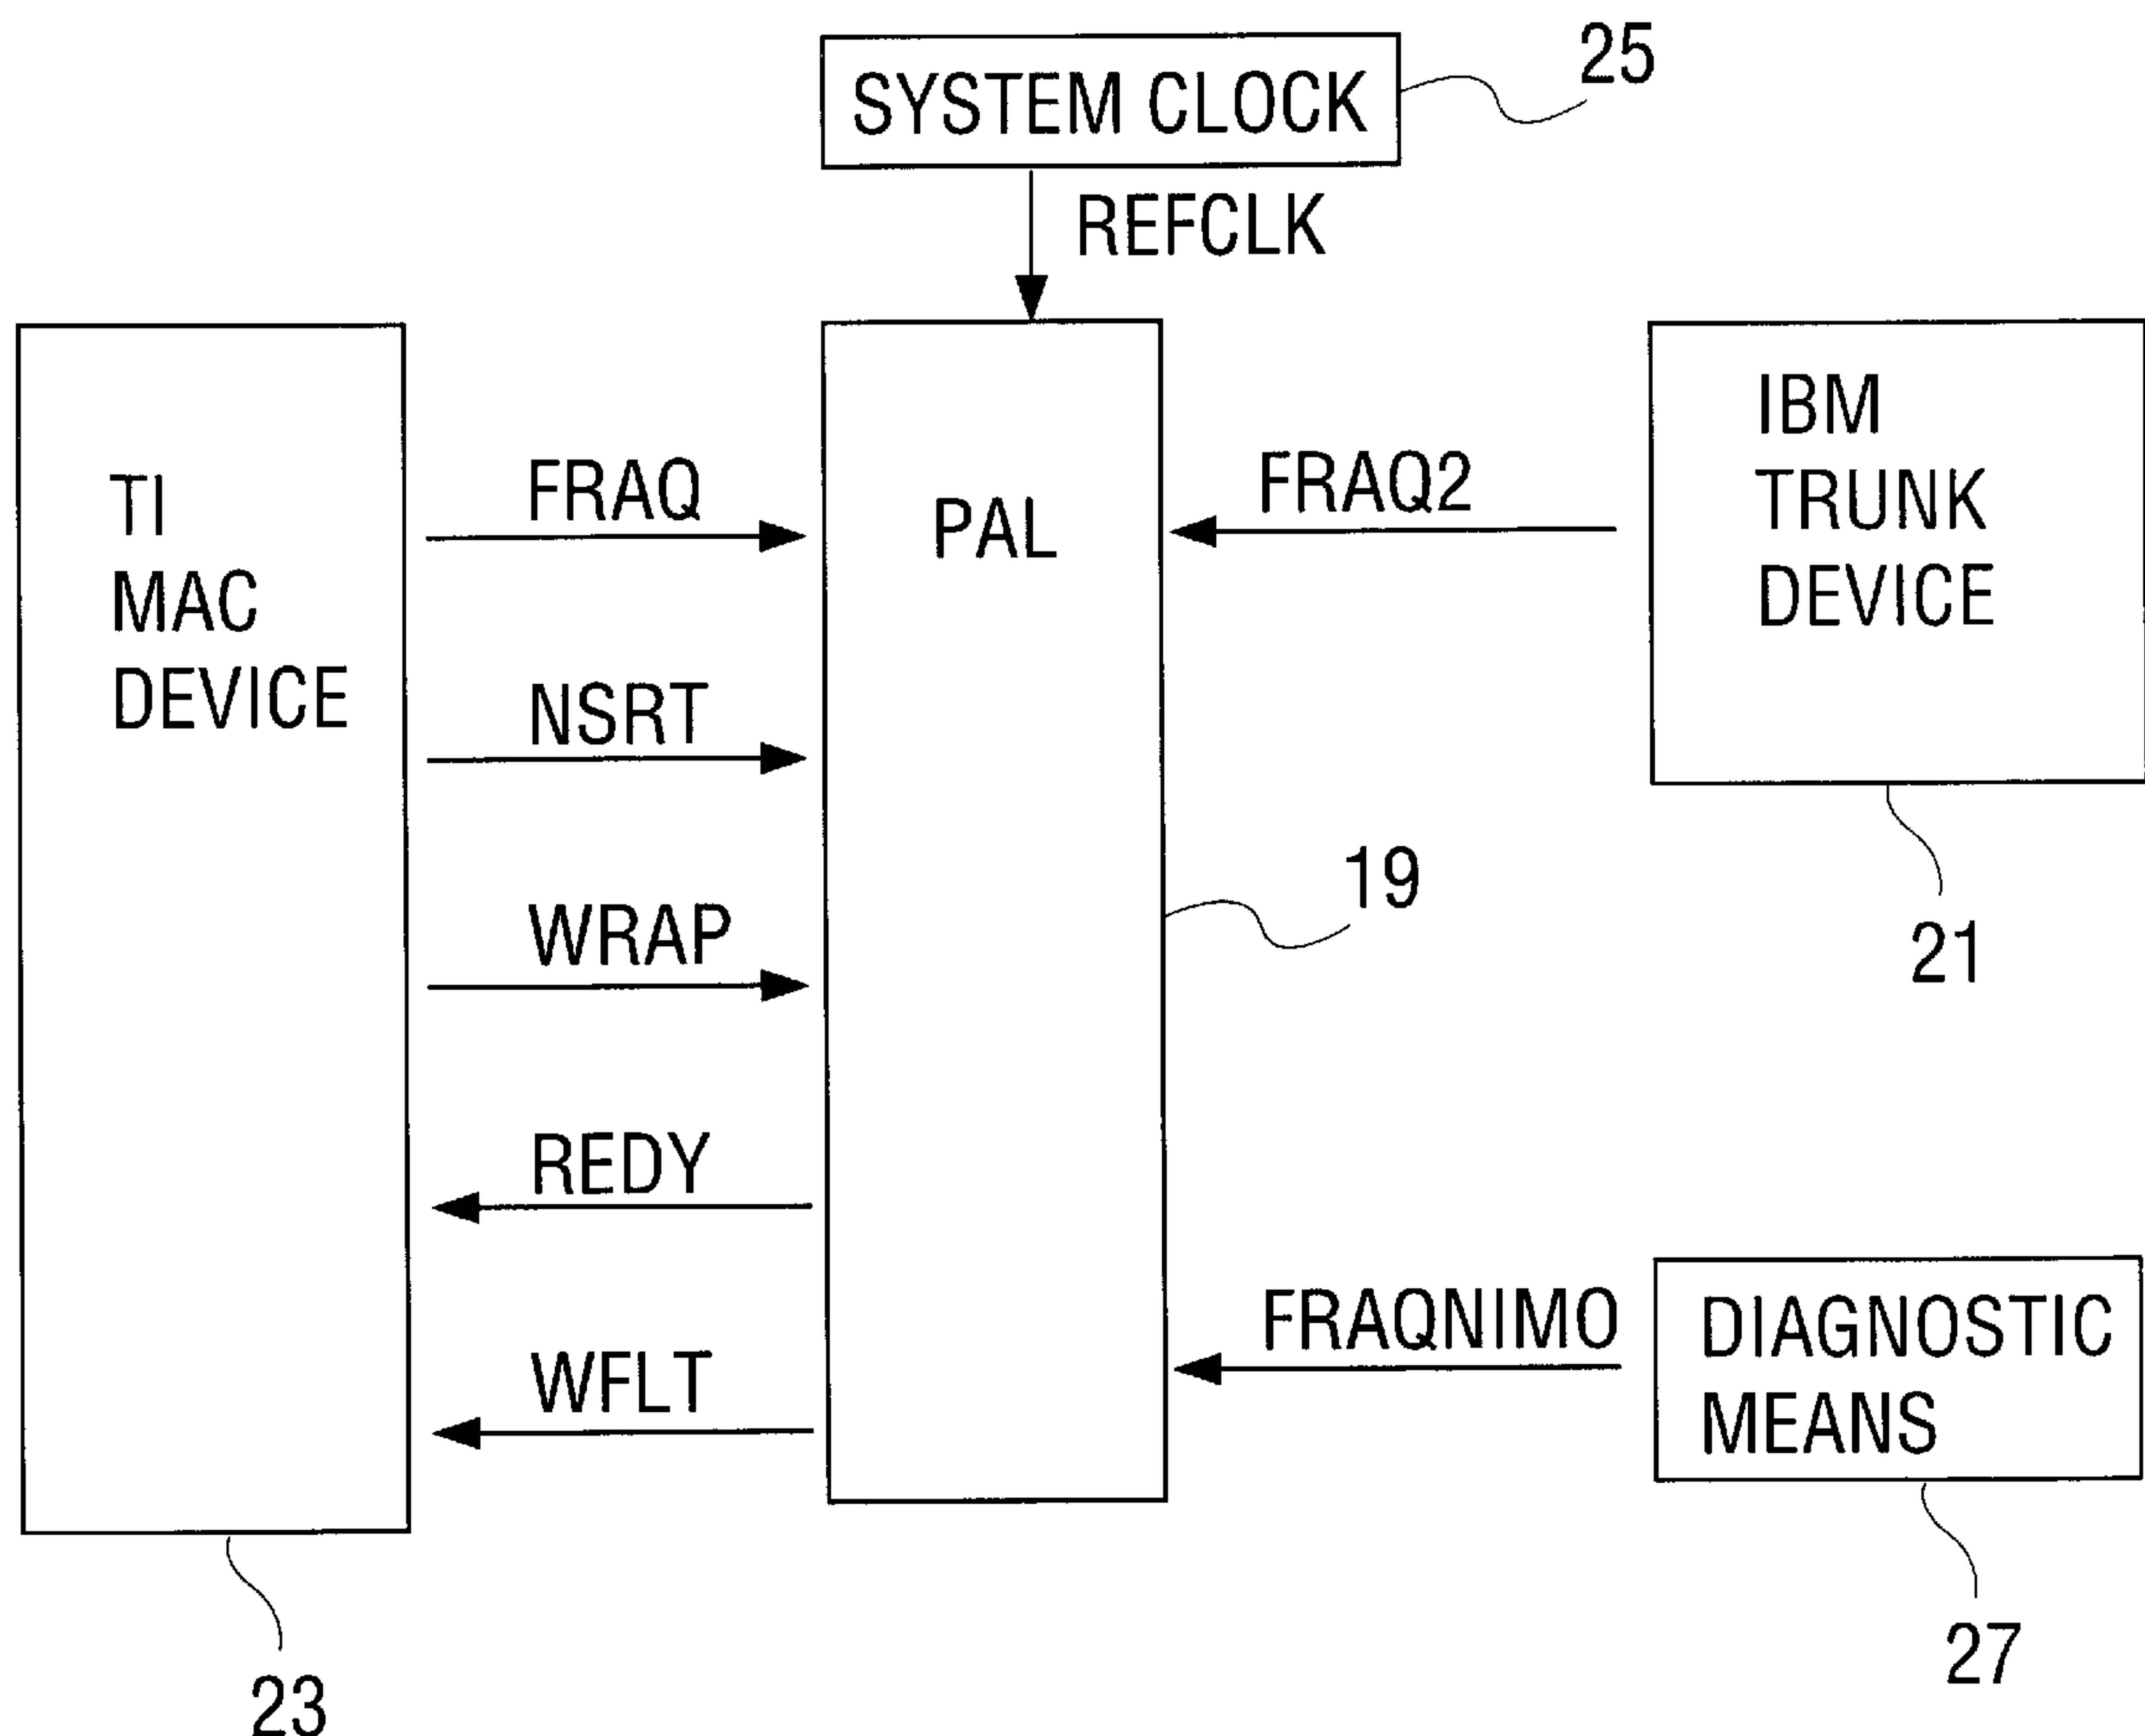 SYSTEM CLOCK
25
REFCLK
TI
MAC
DEVICE
FRAQ
NSRT
WRAP
REDY
WFLT
PAL
FRAQ2
IBM
TRUNK
DEVICE
19
21
FRAQNIMO
DIAGNOSTIC
MEANS
23
27